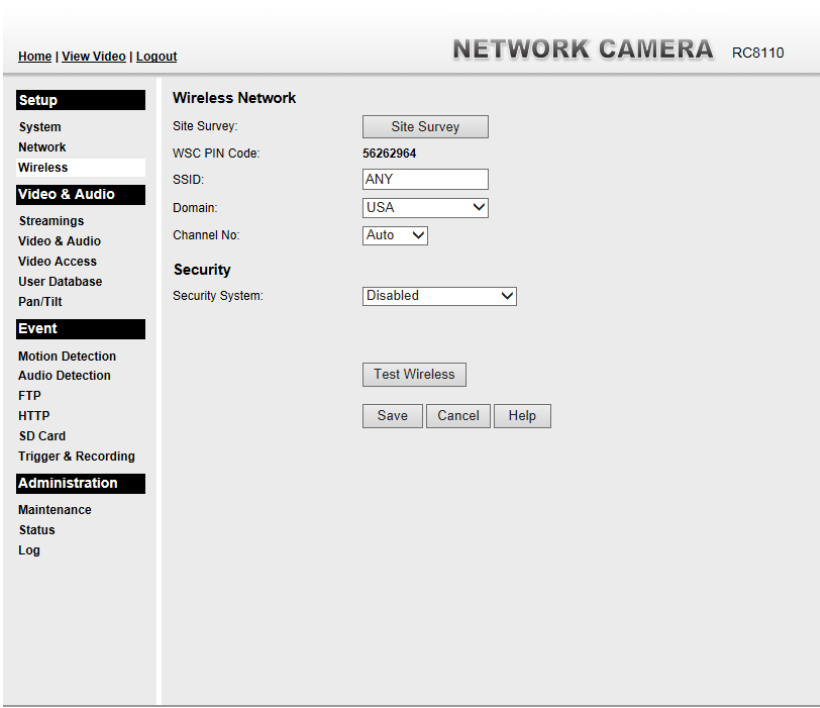 Home | View Video | Logout
NETWORK CAMERA RC8110
Setup
System
Network
Wireless
Video & Audio
Streamings
Video & Audio
Video Access
User Database
Pan/Tilt
Event
Motion Detection
Audio Detection
FTP
HTTP
SD Card
Trigger & Recording
Administration
Maintenance
Status
Log
Wireless Network
Site Survey: Site Survey
WSC PIN Code: 56262964
SSID: ANY
Domain: USA
Channel No: Auto
Security
Security System: Disabled
Test Wireless
Save Cancel Help